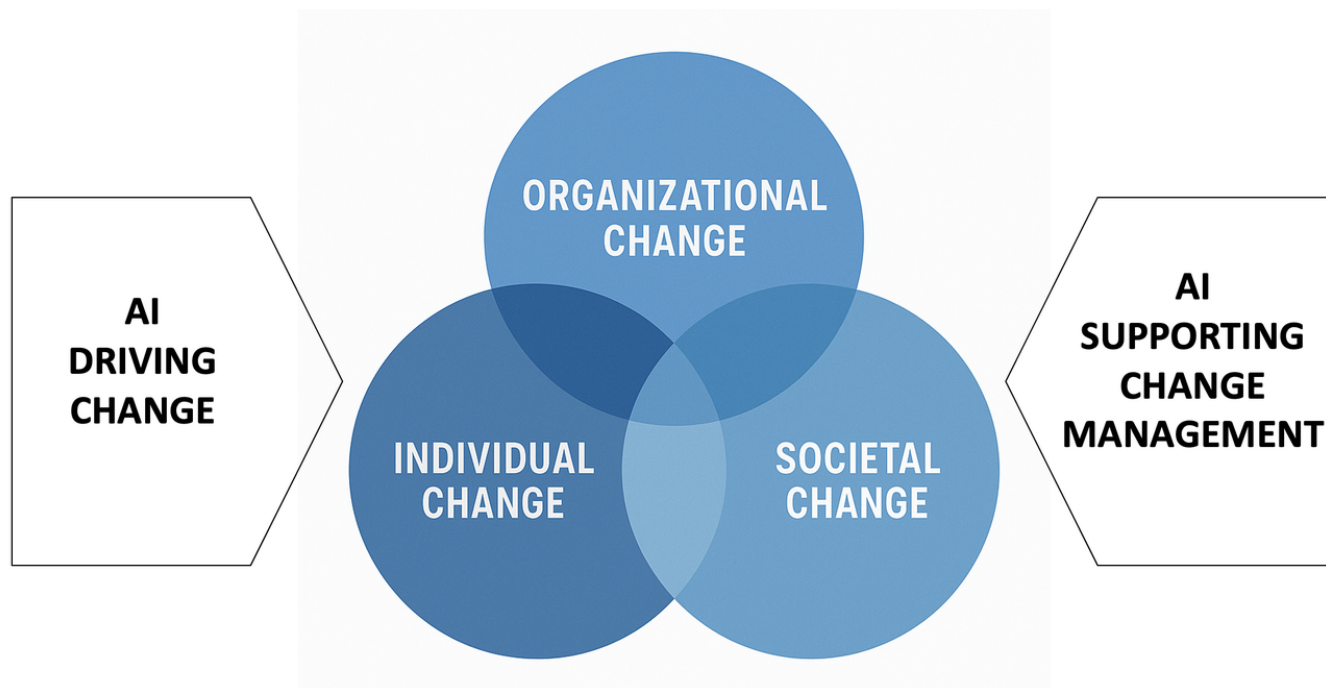 ORGANIZATIONAL
CHANGE
AI
DRIVING
CHANGE
INDIVIDUAL
CHANGE
SOCIETAL
CHANGE
AI
SUPPORTING
CHANGE
MANAGEMENT